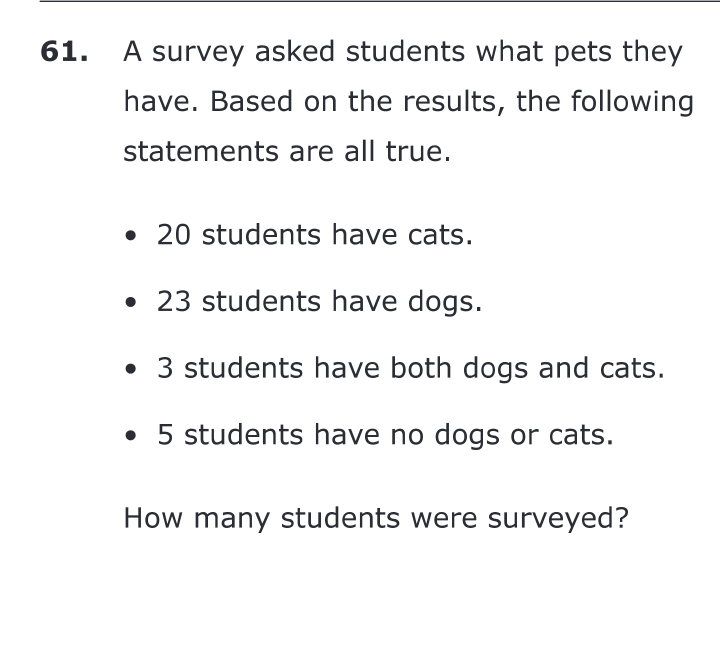 61. A survey asked students what pets they
have. Based on the results, the following
statements are all true.
• 20 students have cats.
• 23 students have dogs.
• 3 students have both dogs and cats.
• 5 students have no dogs or cats.
How many students were surveyed?